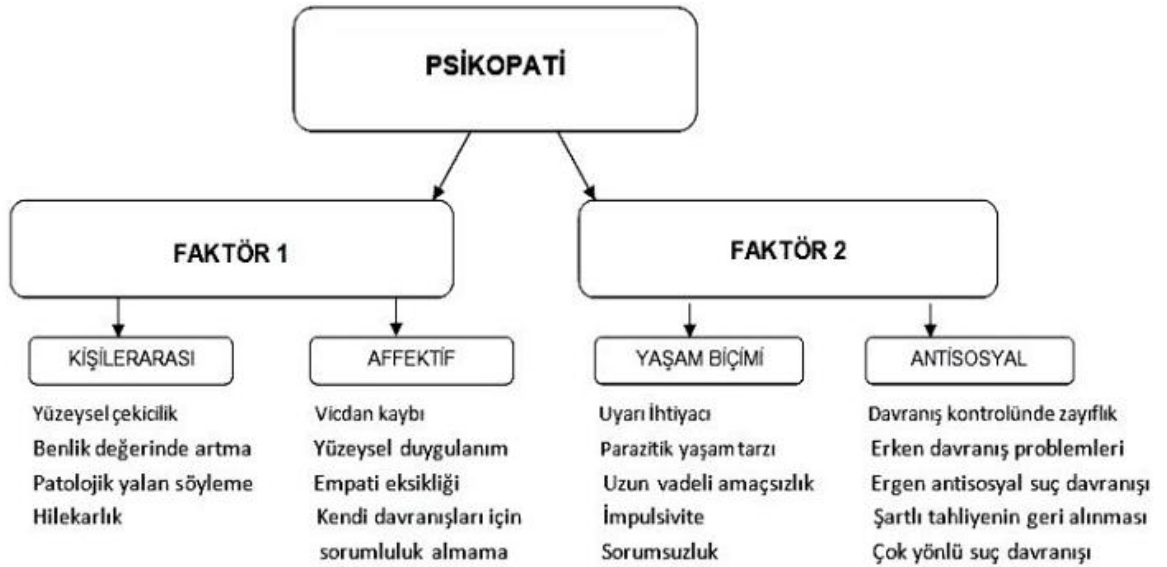 PSİKOPATİ
FAKTÖR 1
FAKTÖR 2
KİŞİLERARASI
Yüzeysel çekicilik
Benlik değerinde artma
Patolojik yalan söyleme
Hilekarlık
AFFEKTİF
Vicdan kaybı
Yüzeysel duygulanım
Empati eksikliği
Kendi davranışları için
sorumluluk almama
YAŞAM BİÇİMİ
Uyarı İhtiyacı
Parazitik yaşam tarzı
Uzun vadeli amaçsızlık
İmpulsivite
Sorumsuzluk
ANTİSOSYAL
Davranış kontrolünde zayıflık
Erken davranış problemleri
Ergen antisosyal suç davranışı
Şartlı tahliyenin geri alınması
Çok yönlü suç davranışı